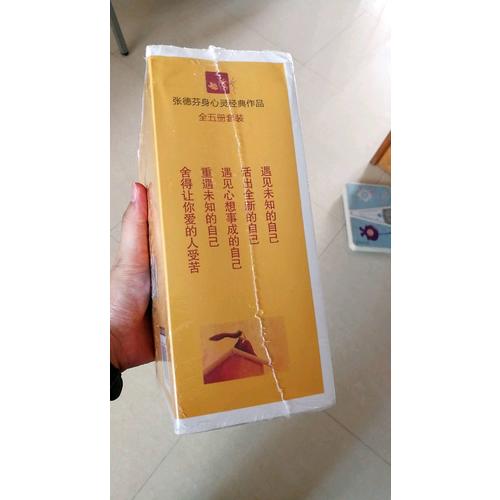 张德芬身心灵经典作品
全五册套装
遇见未知的自己
活出全新的自己
遇见心想事成的自己
重遇未知的自己
舍得让你爱的人受苦